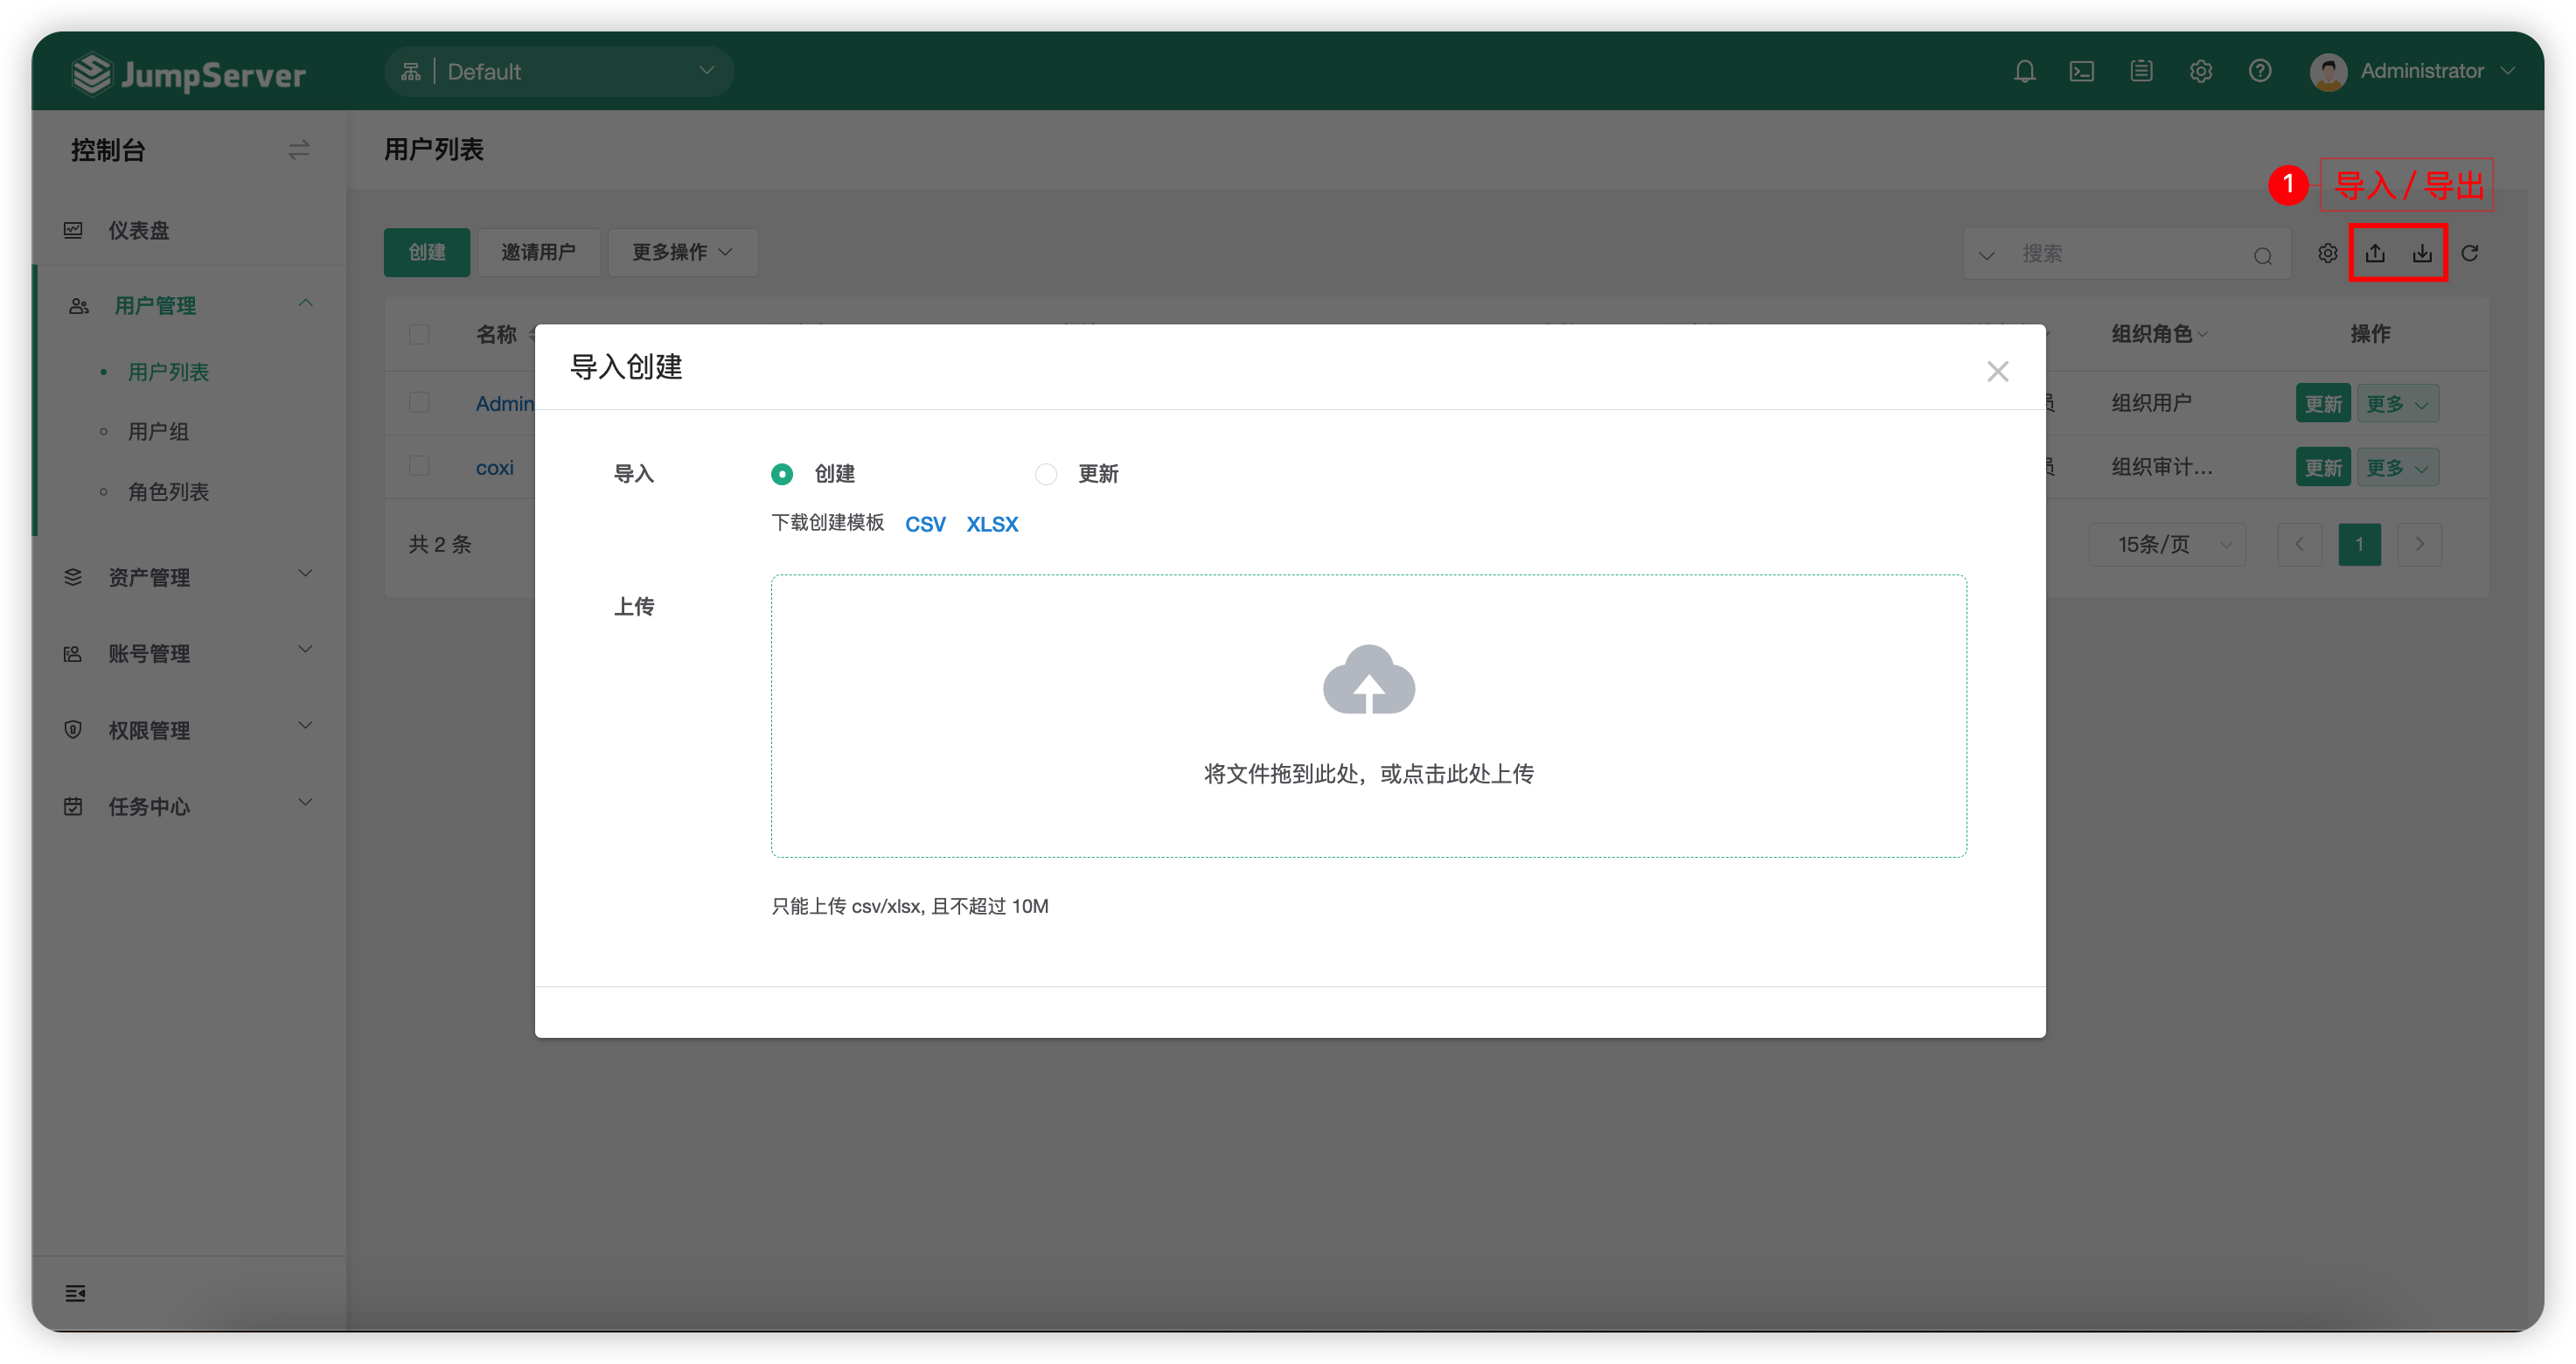 JumpServer
Default
Administrator
控制台
用户列表
1 导入 / 导出
仪表盘
创建 邀请用户 更多操作
搜索
用户管理
用户列表
用户组
角色列表
资产管理
账号管理
权限管理
任务中心
名称 组织角色 操作
Admin 组织用户 更新 更多
coxi 组织审计... 更新 更多
共 2 条 15条/页 1
导入创建
导入 创建 更新
下载创建模板 CSV XLSX
上传
将文件拖到此处，或点击此处上传
只能上传 csv/xlsx, 且不超过 10M